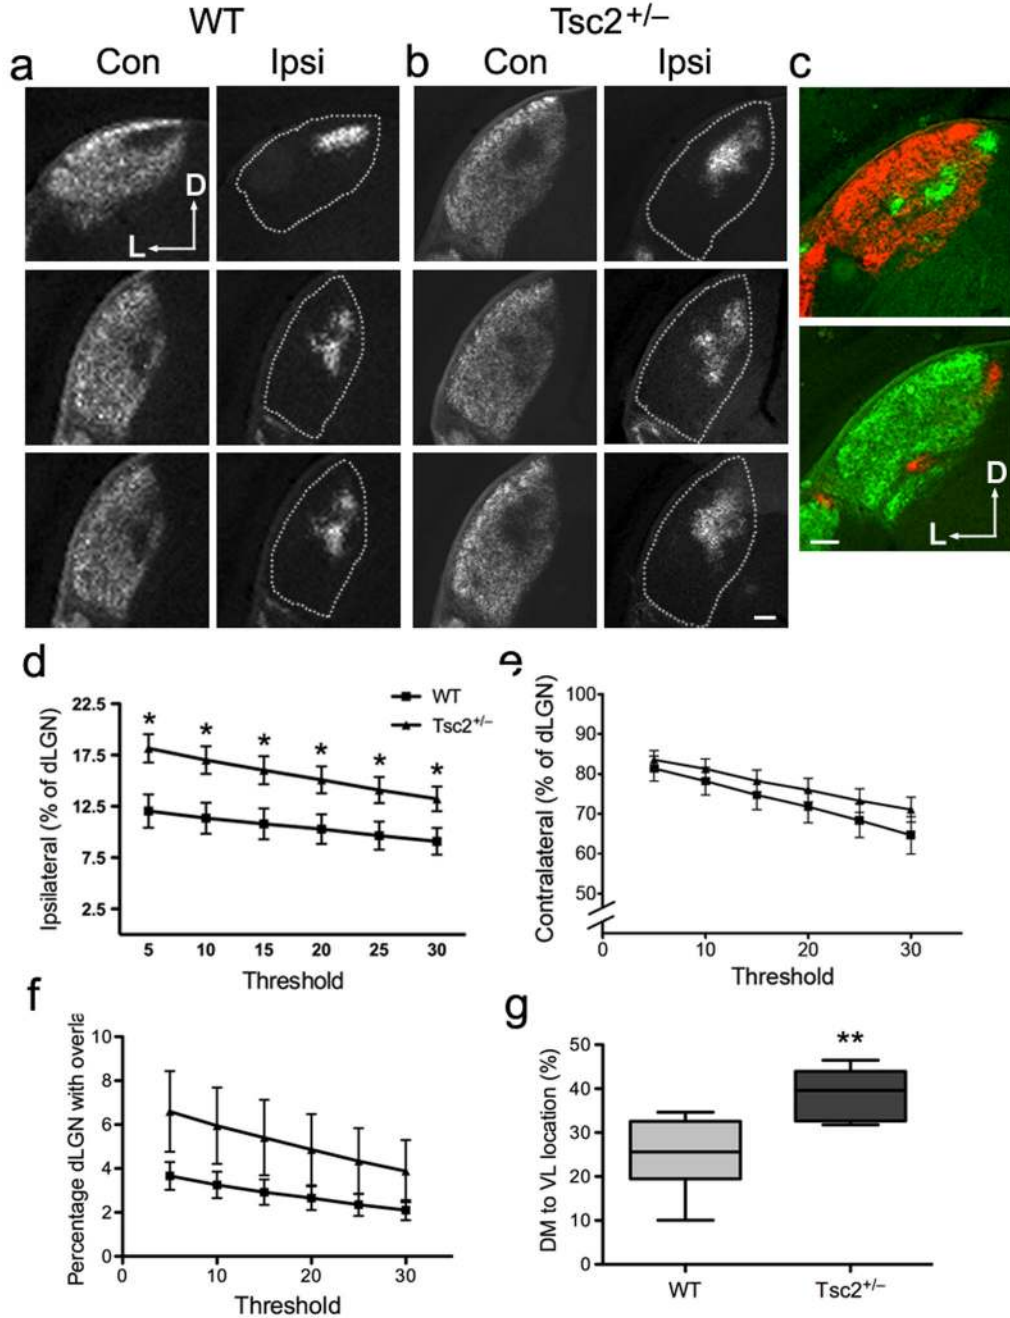 WT
Tsc2+/–
a
Con
Ipsi
b
Con
Ipsi
c
D
L
D
L
d
Ipsilateral (% of dLGN)
22.5
17.5
12.5
7.5
2.5
* * * * * *
WT
Tsc2+/–
5 10 15 20 25 30
Threshold
e
Contralateral (% of dLGN)
100
90
80
70
60
50
0 10 20 30
Threshold
f
Percentage dLGN with overla
10
8
6
4
2
0
0 10 20 30
Threshold
g
DM to VL location (%)
50
40
30
20
10
0
**
WT Tsc2+/–